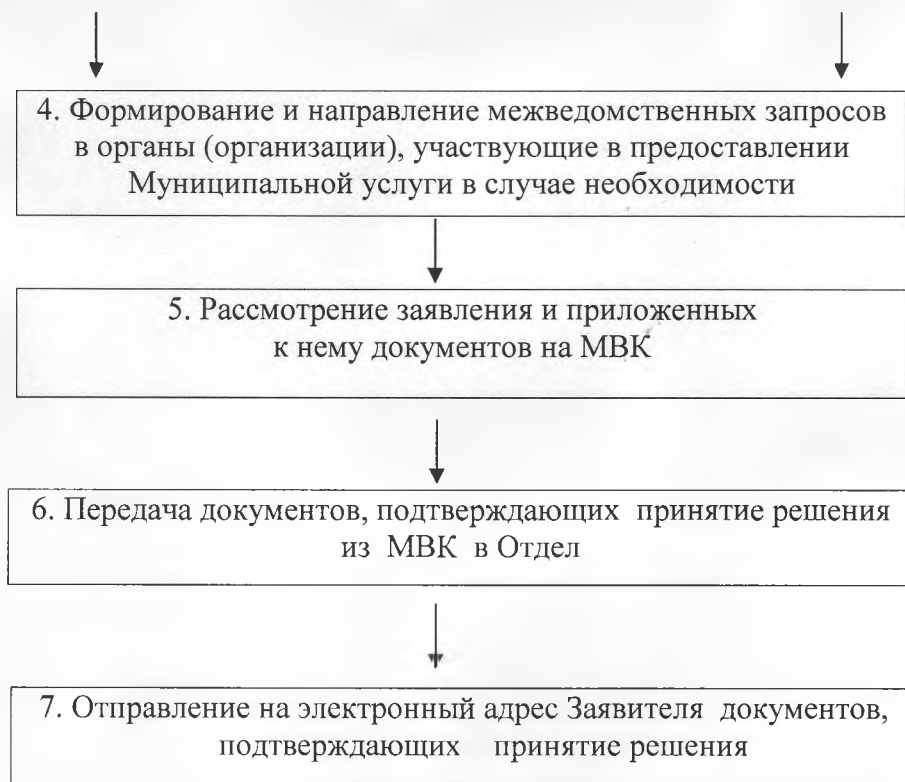 4. Формирование и направление межведомственных запросов
в органы (организации), участвующие в предоставлении
Муниципальной услуги в случае необходимости
5. Рассмотрение заявления и приложенных
к нему документов на МВК
6. Передача документов, подтверждающих принятие решения
из МВК в Отдел
7. Отправление на электронный адрес Заявителя документов,
подтверждающих принятие решения